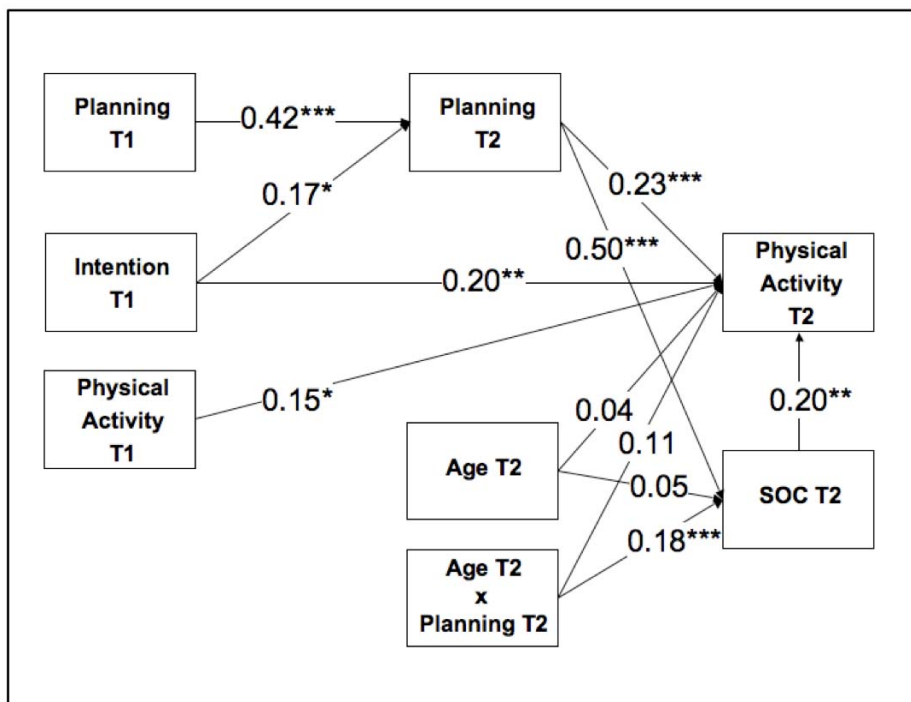 Planning
T1
0.42***
Planning
T2
0.17*
0.23***
0.50***
Intention
T1
0.20**
Physical
Activity
T2
Physical
Activity
T1
0.15*
0.04
0.11
0.20**
Age T2
0.05
SOC T2
0.18***
Age T2
x
Planning T2